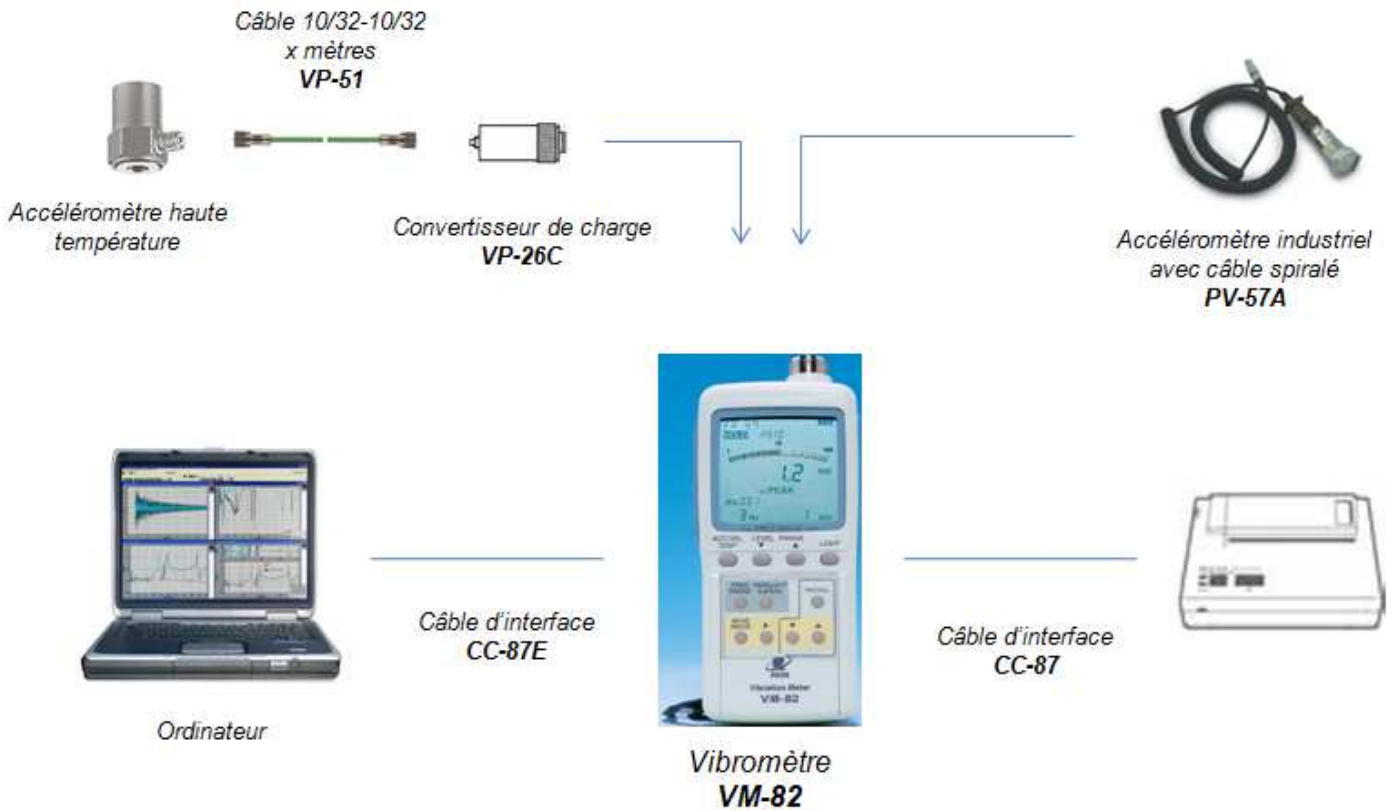 Câble 10/32-10/32
x mètres
VP-51
Accéléromètre haute
température
Convertisseur de charge
VP-26C
Accéléromètre industriel
avec câble spiralé
PV-57A
1.2
PEAK
LEVEL
LIGHT
Vibration Meter
VM-82
Câble d'interface
CC-87E
Câble d'interface
CC-87
Ordinateur
Vibromètre
VM-82